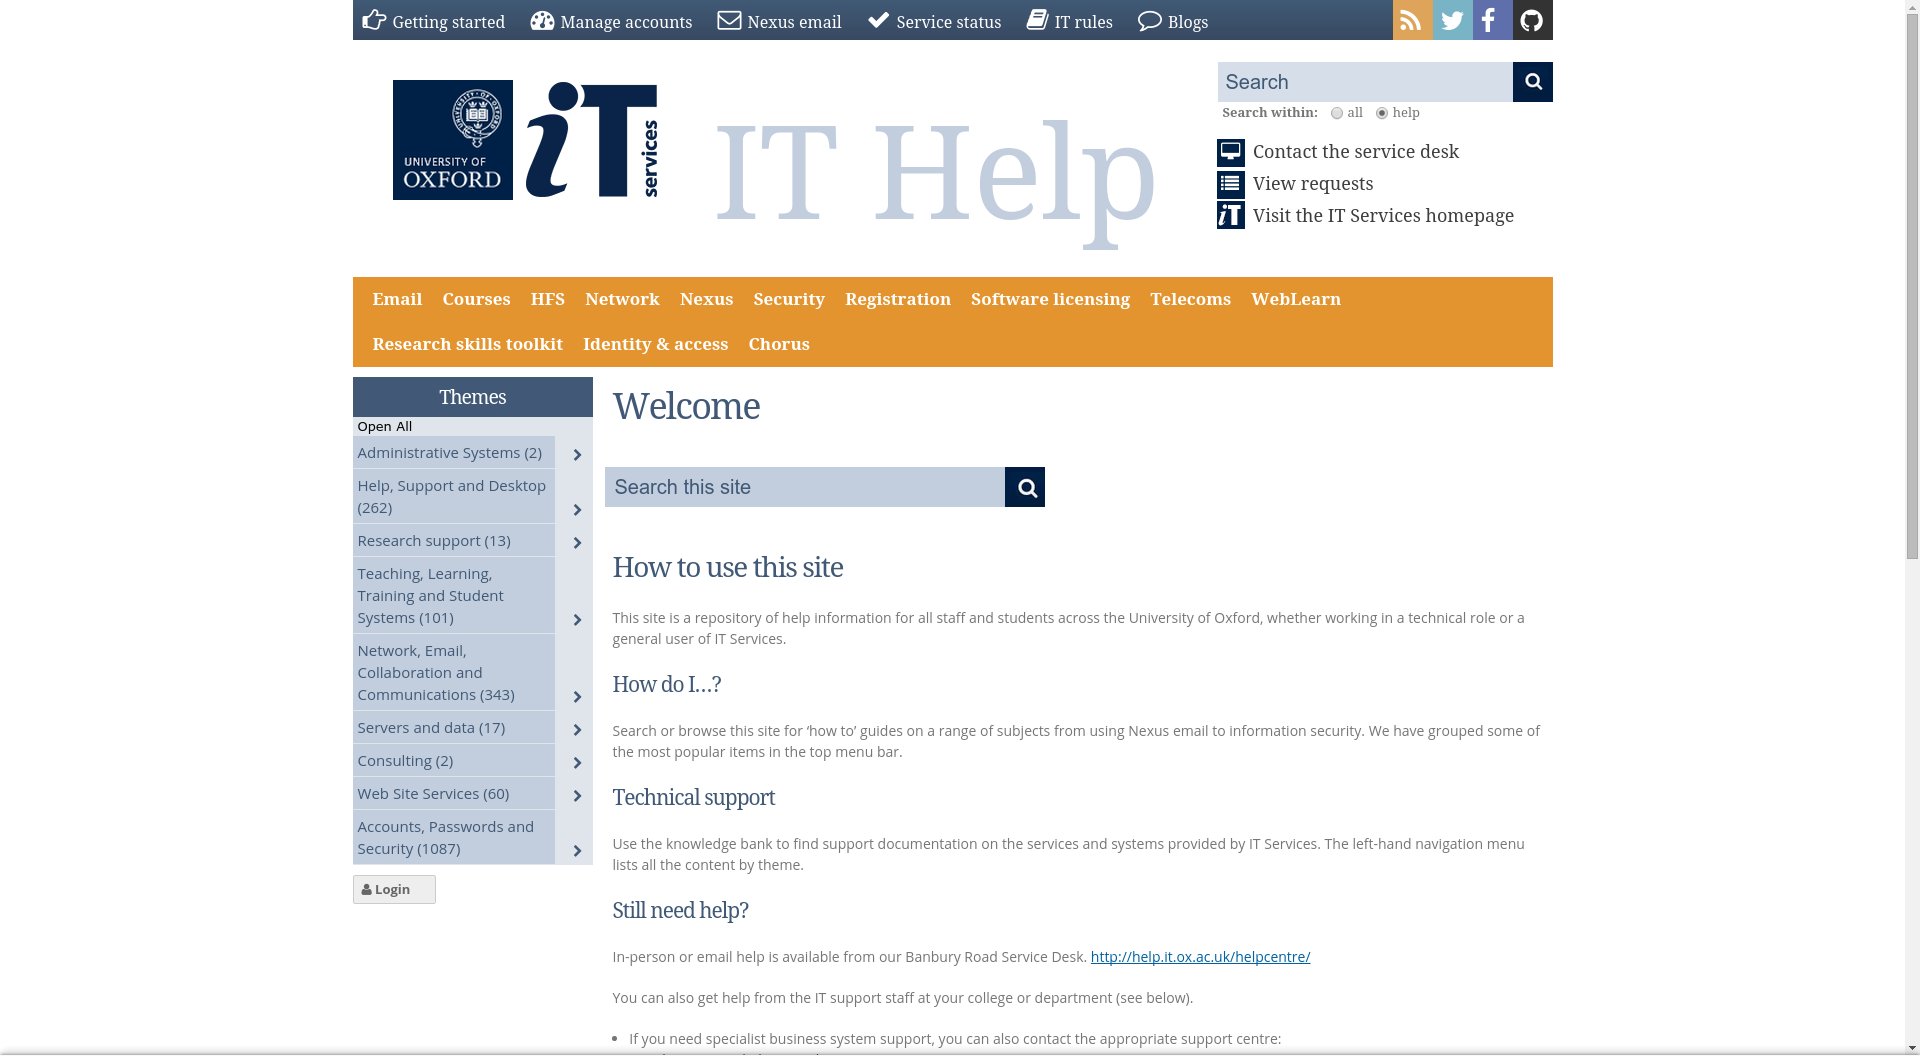 Getting started Manage accounts Nexus email Service status IT rules Blogs
UNIVERSITY OF
OXFORD
iT
services
IT Help
Search
Search within: all help
Contact the service desk
View requests
iT Visit the IT Services homepage
Email Courses HFS Network Nexus Security Registration Software licensing Telecoms WebLearn
Research skills toolkit Identity & access Chorus
Themes
Open All
Administrative Systems (2)
Help, Support and Desktop
(262)
Research support (13)
Teaching, Learning,
Training and Student
Systems (101)
Network, Email,
Collaboration and
Communications (343)
Servers and data (17)
Consulting (2)
Web Site Services (60)
Accounts, Passwords and
Security (1087)
Login
Welcome
Search this site
How to use this site
This site is a repository of help information for all staff and students across the University of Oxford, whether working in a technical role or a
general user of IT Services.
How do I…?
Search or browse this site for ‘how to’ guides on a range of subjects from using Nexus email to information security. We have grouped some of
the most popular items in the top menu bar.
Technical support
Use the knowledge bank to find support documentation on the services and systems provided by IT Services. The left-hand navigation menu
lists all the content by theme.
Still need help?
In-person or email help is available from our Banbury Road Service Desk. http://help.it.ox.ac.uk/helpcentre/
You can also get help from the IT support staff at your college or department (see below).
• If you need specialist business system support, you can also contact the appropriate support centre: